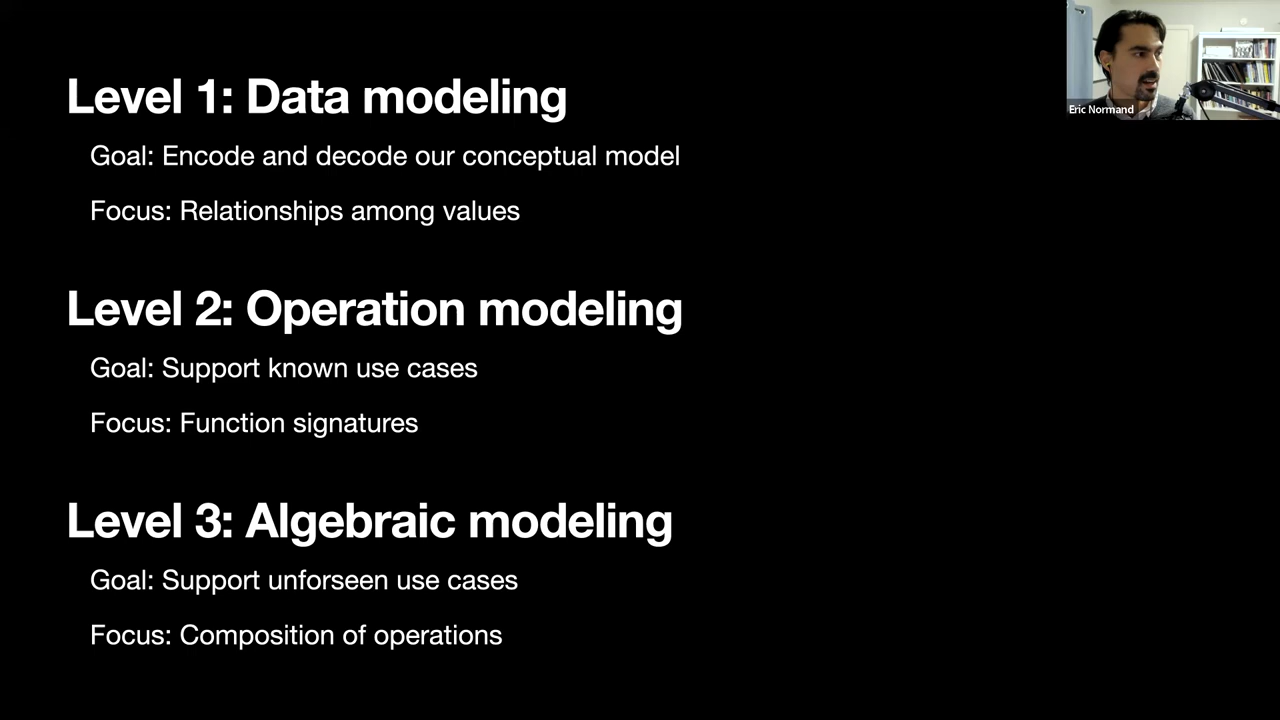 Level 1: Data modeling
Goal: Encode and decode our conceptual model
Focus: Relationships among values
Level 2: Operation modeling
Goal: Support known use cases
Focus: Function signatures
Level 3: Algebraic modeling
Goal: Support unforseen use cases
Focus: Composition of operations
Eric Normand